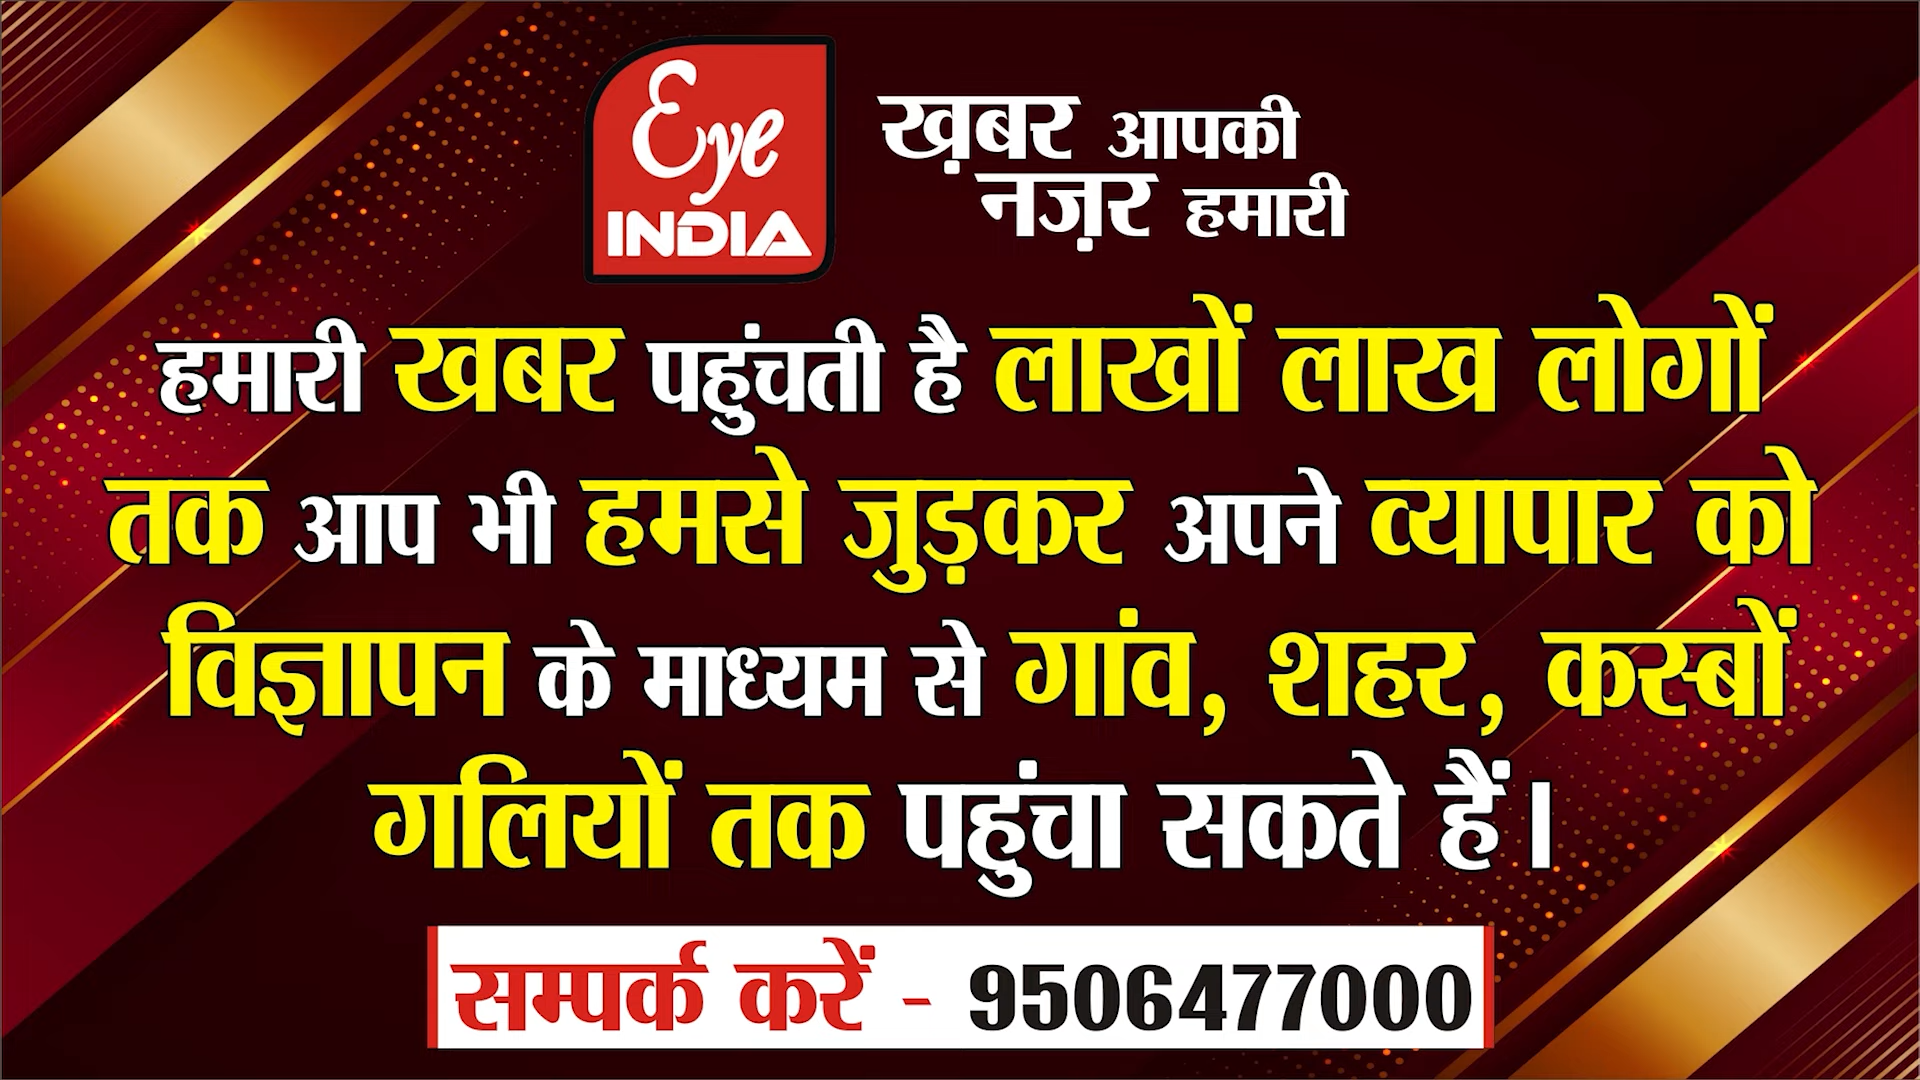 Eye
INDIA
ख़बर आपकी
नज़र हमारी
हमारी खबर पहुंचती है लाखों लाख लोगों
तक आप भी हमसे जुड़कर अपने व्यापार को
विज्ञापन के माध्यम से गांव, शहर, कस्बों
गलियों तक पहुंचा सकते हैं।
सम्पर्क करें - 9506477000